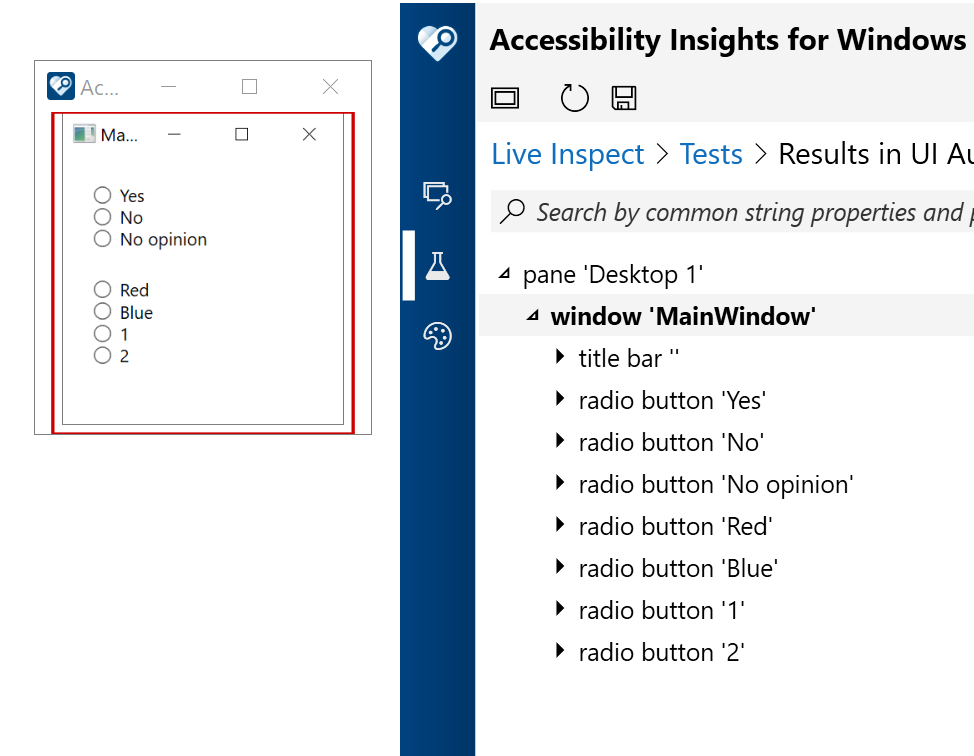 Ac...
Ma...
Yes
No
No opinion
Red
Blue
1
2
Accessibility Insights for Windows
Live Inspect > Tests > Results in UI Au
Search by common string properties and p
pane 'Desktop 1'
window 'MainWindow'
title bar ''
radio button 'Yes'
radio button 'No'
radio button 'No opinion'
radio button 'Red'
radio button 'Blue'
radio button '1'
radio button '2'